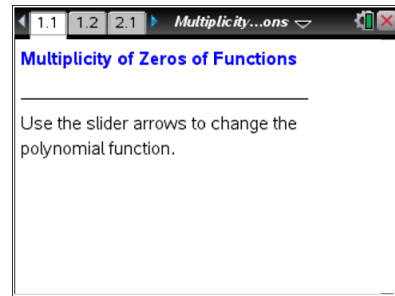 1.1 1.2 2.1 Multiplicity...ons
Multiplicity of Zeros of Functions
Use the slider arrows to change the
polynomial function.